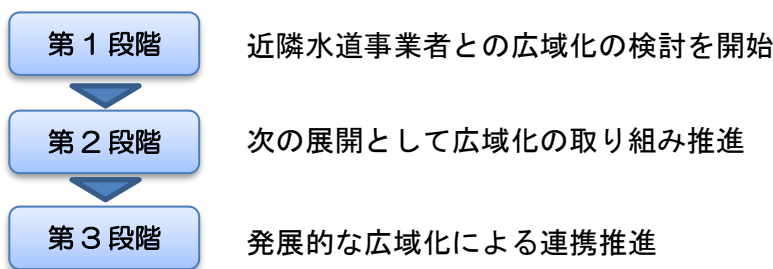 第１段階 近隣水道事業者との広域化の検討を開始
第２段階 次の展開として広域化の取り組み推進
第３段階 発展的な広域化による連携推進